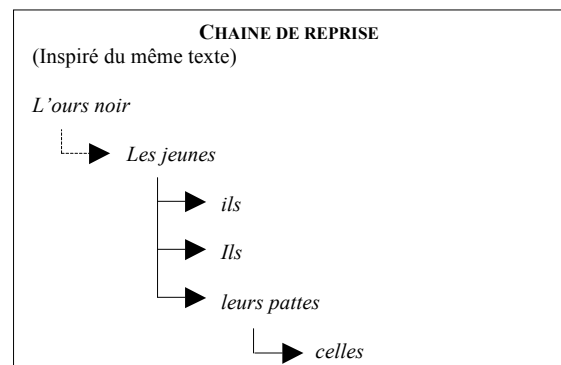 CHAINE DE REPRISE
(Inspiré du même texte)
L'ours noir
Les jeunes
ils
Ils
leurs pattes
celles